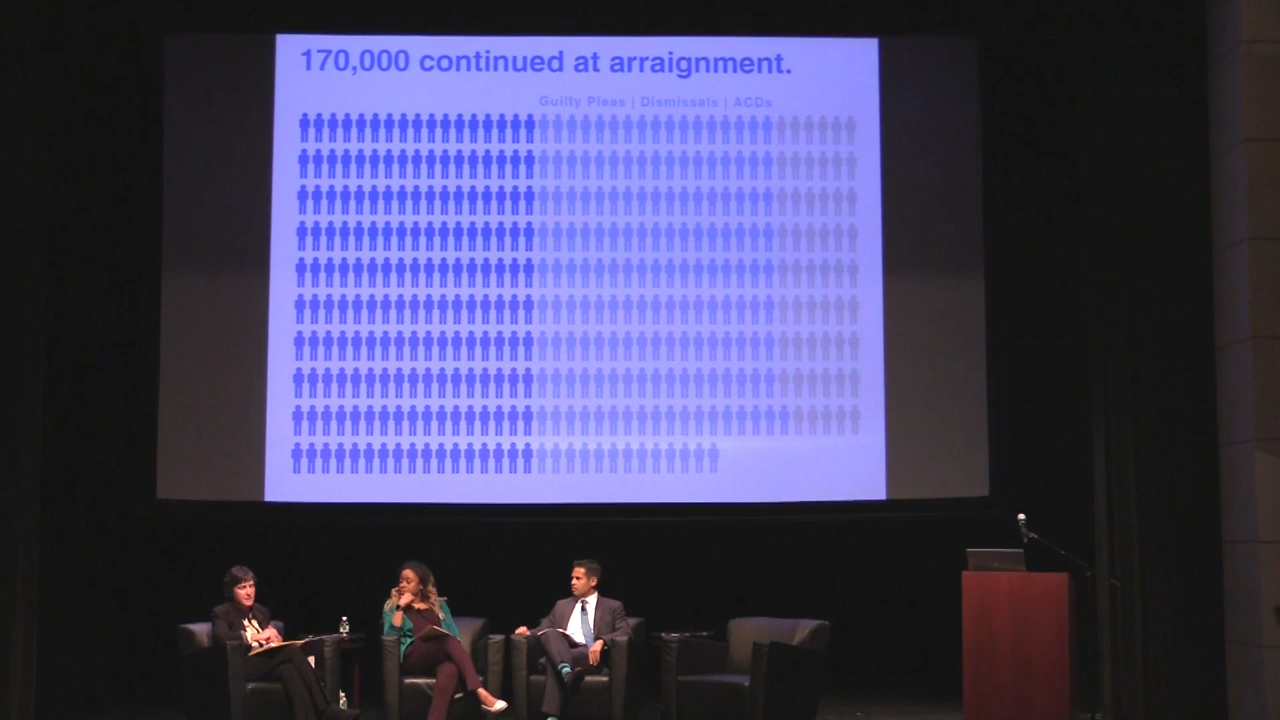 170,000 continued at arraignment.
Guilty Pleas | Dismissals | ACDs